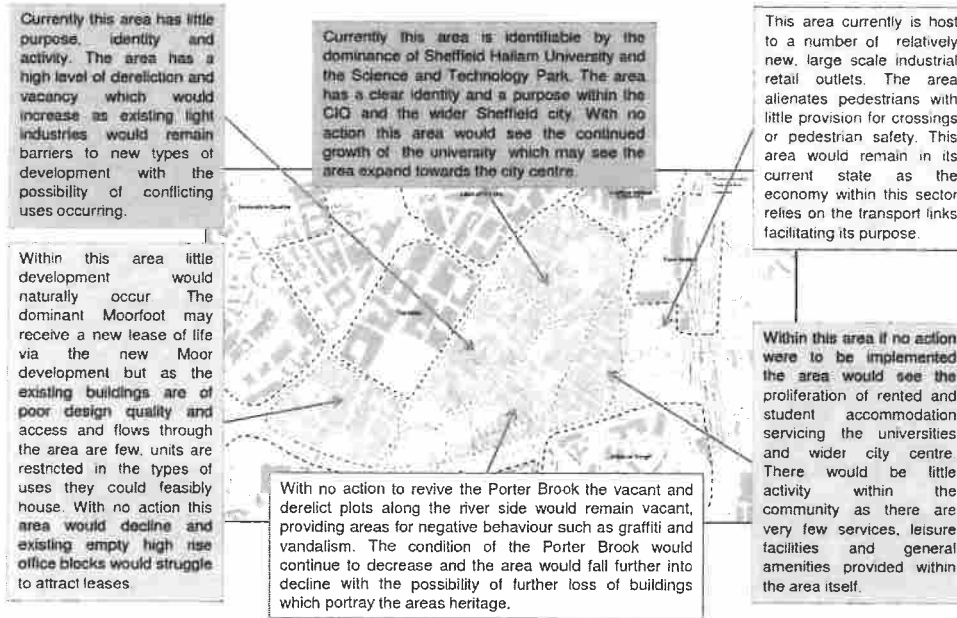 Currently this area has little
purpose, identity and
activity. The area has a
high level of dereliction and
vacancy which would
increase as existing light
industries would remain
barriers to new types of
development with the
possibility of conflicting
uses occurring.
Currently this area is identifiable by the
dominance of Sheffield Hallam University and
the Science and Technology Park. The area
has a clear identity and a purpose within the
CIQ and the wider Sheffield city. With no
action this area would see the continued
growth of the university which may see the
area expand towards the city centre.
This area currently is host
to a number of relatively
new, large scale industrial
retail outlets. The area
alienates pedestrians with
little provision for crossings
or pedestrian safety. This
area would remain in its
current state as the
economy within this sector
relies on the transport links
facilitating its purpose.
Within this area little
development would
naturally occur The
dominant Moorfoot may
receive a new lease of life
via the new Moor
development but as the
existing buildings are of
poor design quality and
access and flows through
the area are few, units are
restricted in the types of
uses they could feasibly
house. With no action this
area would decline and
existing empty high rise
office blocks would struggle
to attract leases.
Within this area if no action
were to be implemented
the area would see the
proliferation of rented and
student accommodation
servicing the universities
and wider city centre.
There would be little
activity within the
community as there are
very few services, leisure
facilities and general
amenities provided within
the area itself.
With no action to revive the Porter Brook the vacant and
derelict plots along the river side would remain vacant,
providing areas for negative behaviour such as graffiti and
vandalism. The condition of the Porter Brook would
continue to decrease and the area would fall further into
decline with the possibility of further loss of buildings
which portray the areas heritage.